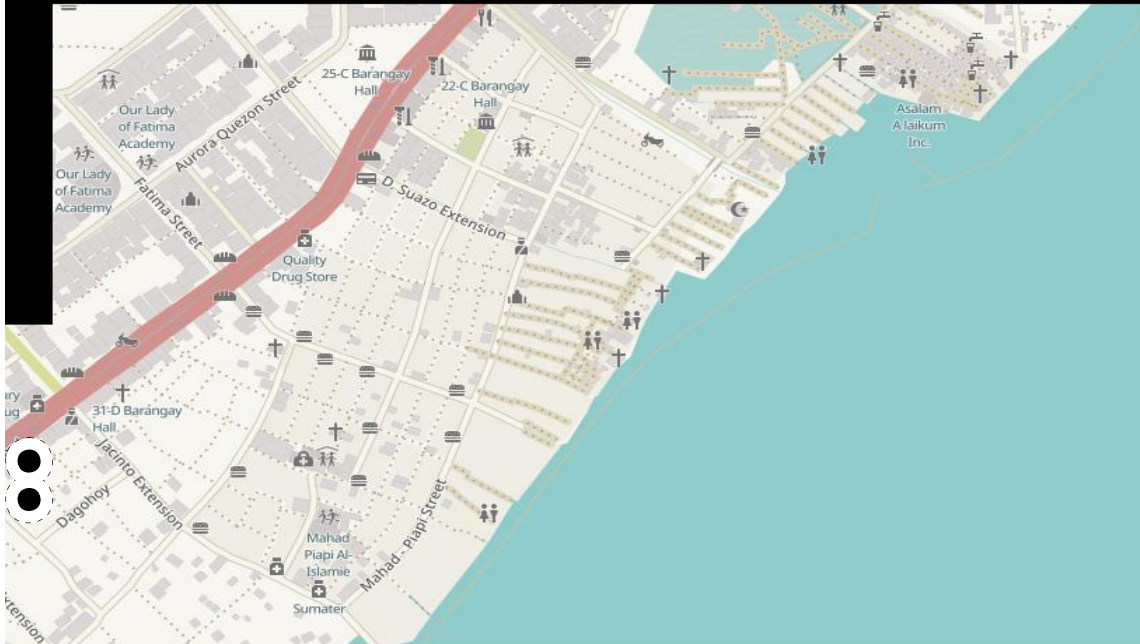 25-C Barangay
Hall
22-C Barangay
Hall
Our Lady
of Fatima
Academy
Aurora Quezon Street
Asalam
A'laikum
Inc.
Our Lady
of Fatima
Academy
Fatima Street
D. Suazo Extension
Quality
Drug Store
31-D Barangay
Hall
Jacinto Extension
Dagohoy
Mahad - Piapi Street
Mahad
Piapi Al-
Islamie
Sumater